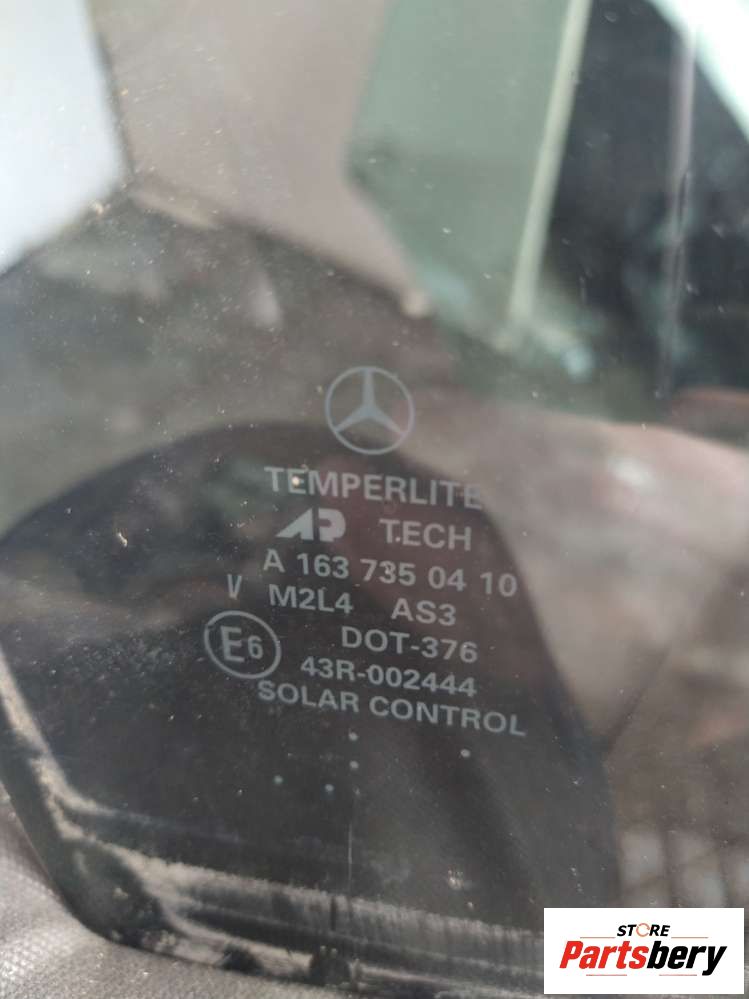 TEMPERLITE
AP TECH
A 163 735 04 10
V M2L4 AS3
DOT-376
E6 43R-002444
SOLAR CONTROL
STORE
Partsbery